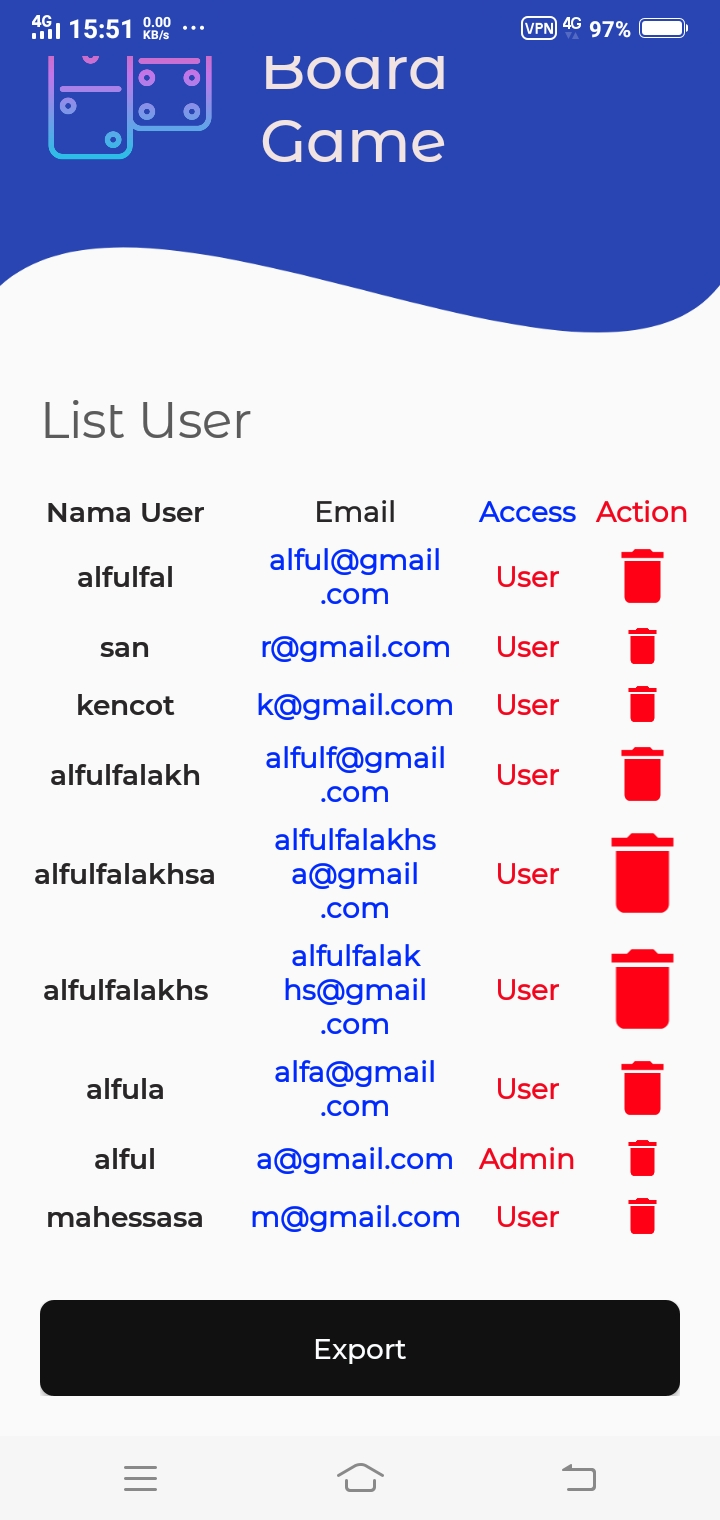 4G 15:51 0.00 KB/s ... VPN 4G 97%
Board
Game
List User
Nama User Email Access Action
alfulfal alful@gmail
.com User
san r@gmail.com User
kencot k@gmail.com User
alfulfalakh alfulf@gmail
.com User
alfulfalakhsa alfulfalakhs
a@gmail
.com User
alfulfalakhs alfulfalak
hs@gmail
.com User
alfula alfa@gmail
.com User
alful a@gmail.com Admin
mahessasa m@gmail.com User
Export